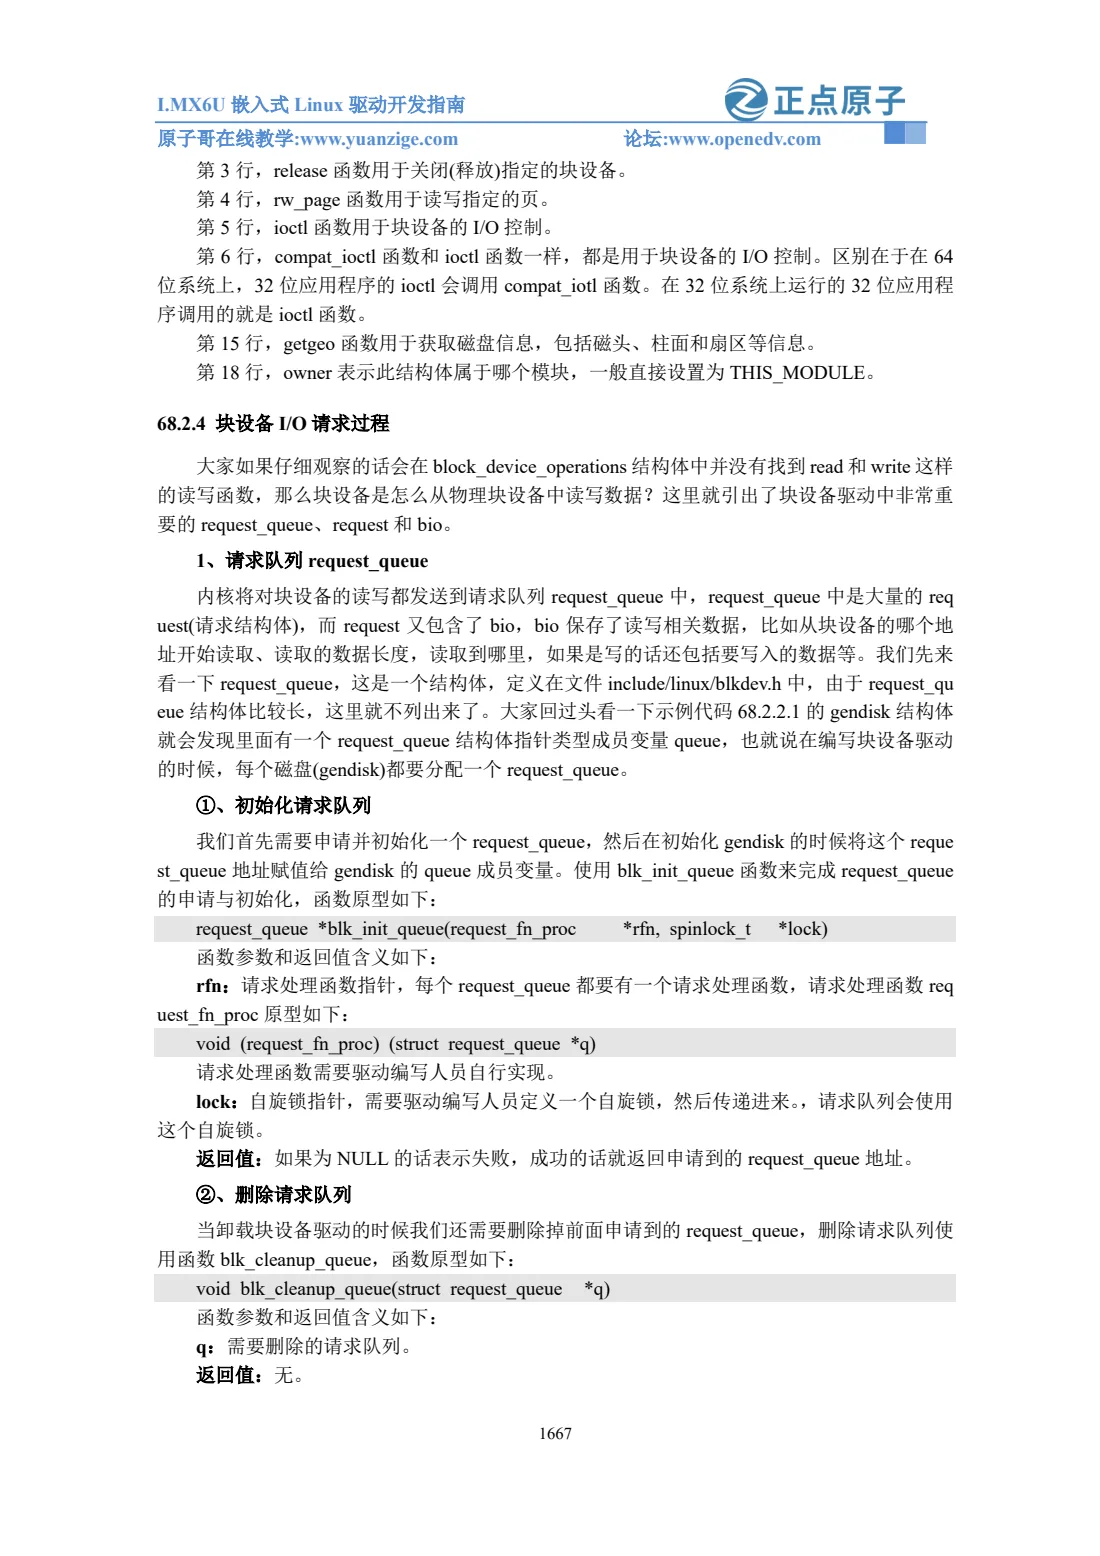 I.MX6U 嵌入式 Linux 驱动开发指南
正点原子
原子哥在线教学:www.yuanzige.com 论坛:www.openedv.com
第 3 行，release 函数用于关闭(释放)指定的块设备。
第 4 行，rw_page 函数用于读写指定的页。
第 5 行，ioctl 函数用于块设备的 I/O 控制。
第 6 行，compat_ioctl 函数和 ioctl 函数一样，都是用于块设备的 I/O 控制。区别在于在 64
位系统上，32 位应用程序的 ioctl 会调用 compat_iotl 函数。在 32 位系统上运行的 32 位应用程
序调用的就是 ioctl 函数。
第 15 行，getgeo 函数用于获取磁盘信息，包括磁头、柱面和扇区等信息。
第 18 行，owner 表示此结构体属于哪个模块，一般直接设置为 THIS_MODULE。
68.2.4 块设备 I/O 请求过程
大家如果仔细观察的话会在 block_device_operations 结构体中并没有找到 read 和 write 这样
的读写函数，那么块设备是怎么从物理块设备中读写数据？这里就引出了块设备驱动中非常重
要的 request_queue、request 和 bio。
1、请求队列 request_queue
内核将对块设备的读写都发送到请求队列 request_queue 中，request_queue 中是大量的 req
uest(请求结构体)，而 request 又包含了 bio，bio 保存了读写相关数据，比如从块设备的哪个地
址开始读取、读取的数据长度，读取到哪里，如果是写的话还包括要写入的数据等。我们先来
看一下 request_queue，这是一个结构体，定义在文件 include/linux/blkdev.h 中，由于 request_qu
eue 结构体比较长，这里就不列出来了。大家回过头看一下示例代码 68.2.2.1 的 gendisk 结构体
就会发现里面有一个 request_queue 结构体指针类型成员变量 queue，也就说在编写块设备驱动
的时候，每个磁盘(gendisk)都要分配一个 request_queue。
①、初始化请求队列
我们首先需要申请并初始化一个 request_queue，然后在初始化 gendisk 的时候将这个 reque
st_queue 地址赋值给 gendisk 的 queue 成员变量。使用 blk_init_queue 函数来完成 request_queue
的申请与初始化，函数原型如下：
request_queue *blk_init_queue(request_fn_proc *rfn, spinlock_t *lock)
函数参数和返回值含义如下：
rfn：请求处理函数指针，每个 request_queue 都要有一个请求处理函数，请求处理函数 req
uest_fn_proc 原型如下：
void (request_fn_proc) (struct request_queue *q)
请求处理函数需要驱动编写人员自行实现。
lock：自旋锁指针，需要驱动编写人员定义一个自旋锁，然后传递进来。，请求队列会使用
这个自旋锁。
返回值：如果为 NULL 的话表示失败，成功的话就返回申请到的 request_queue 地址。
②、删除请求队列
当卸载块设备驱动的时候我们还需要删除掉前面申请到的 request_queue，删除请求队列使
用函数 blk_cleanup_queue，函数原型如下：
void blk_cleanup_queue(struct request_queue *q)
函数参数和返回值含义如下：
q：需要删除的请求队列。
返回值：无。
1667